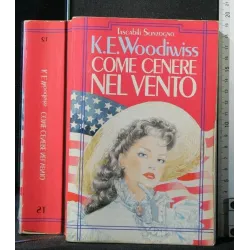 Tascabili Sonzogno
K.E. Woodiwiss
COME CENERE
NEL VENTO
K.E. Woodiwiss
COME CENERE NEL VENTO